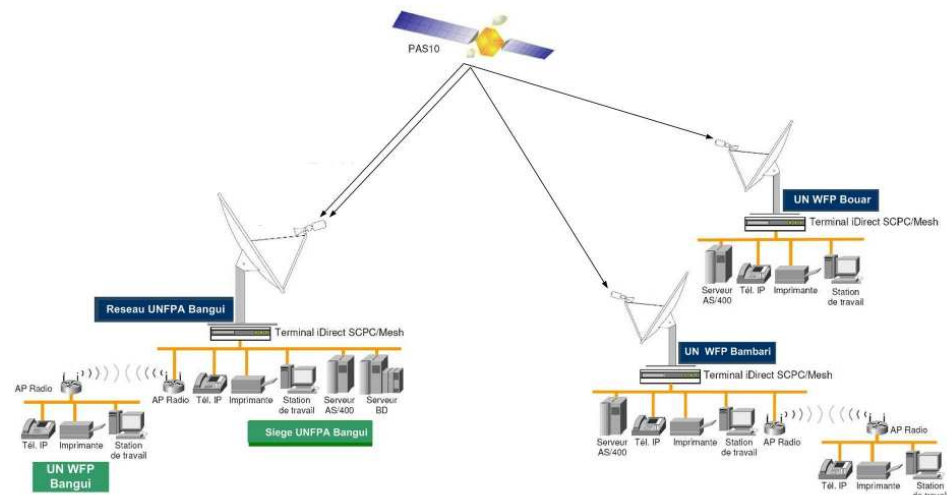 PAS10
UN WFP Bouar
Terminal iDirect SCPC/Mesh
Serveur AS/400
Tél. IP
Imprimante
Station de travail
Reseau UNFPA Bangui
Terminal iDirect SCPC/Mesh
AP Radio
AP Radio
Tél. IP
Imprimante
Station de travail
Serveur AS/400
Serveur BD
Siege UNFPA Bangui
Tél. IP
Imprimante
Station de travail
UN WFP Bangui
UN WFP Bambari
Terminal iDirect SCPC/Mesh
Serveur AS/400
Tél. IP
Imprimante
Station de travail
AP Radio
AP Radio
Tél. IP
Imprimante
Station de travail